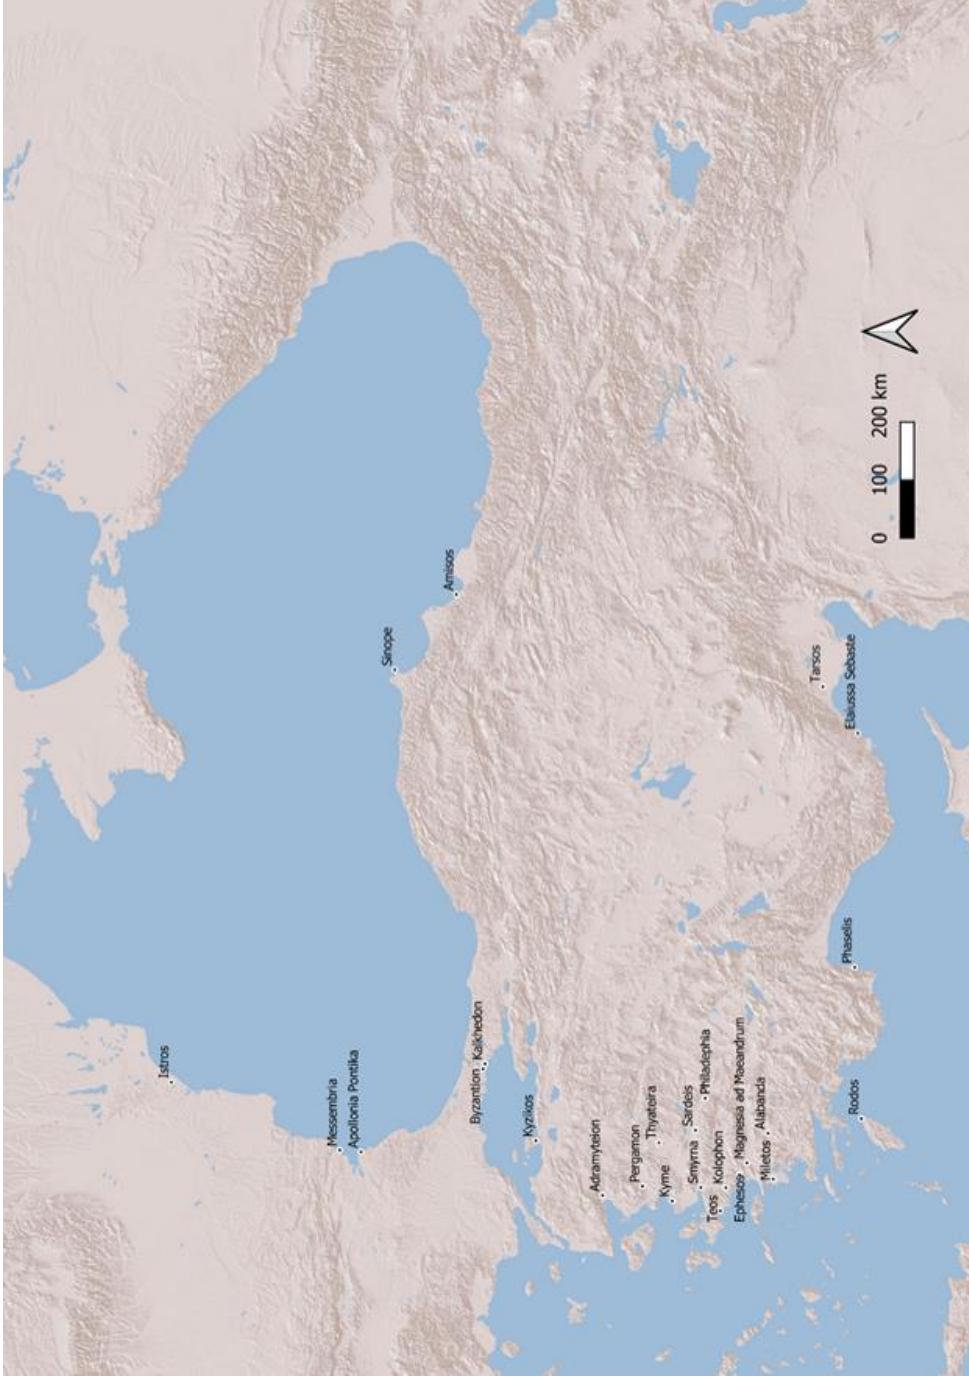 Istros
Messembria
Apollonia Pontika
Sinope
Amisos
Byzantion
Kalkhedon
Kyzikos
Adramyteion
Pergamon
Thyateira
Kyme
Smyrna
Sardeis
Philadephia
Teos
Kolophon
Ephesos
Magnesia ad Maeandrum
Miletos
Alabanda
Rodos
Phaselis
Tarsos
Elaiussa Sebaste
0 100 200 km